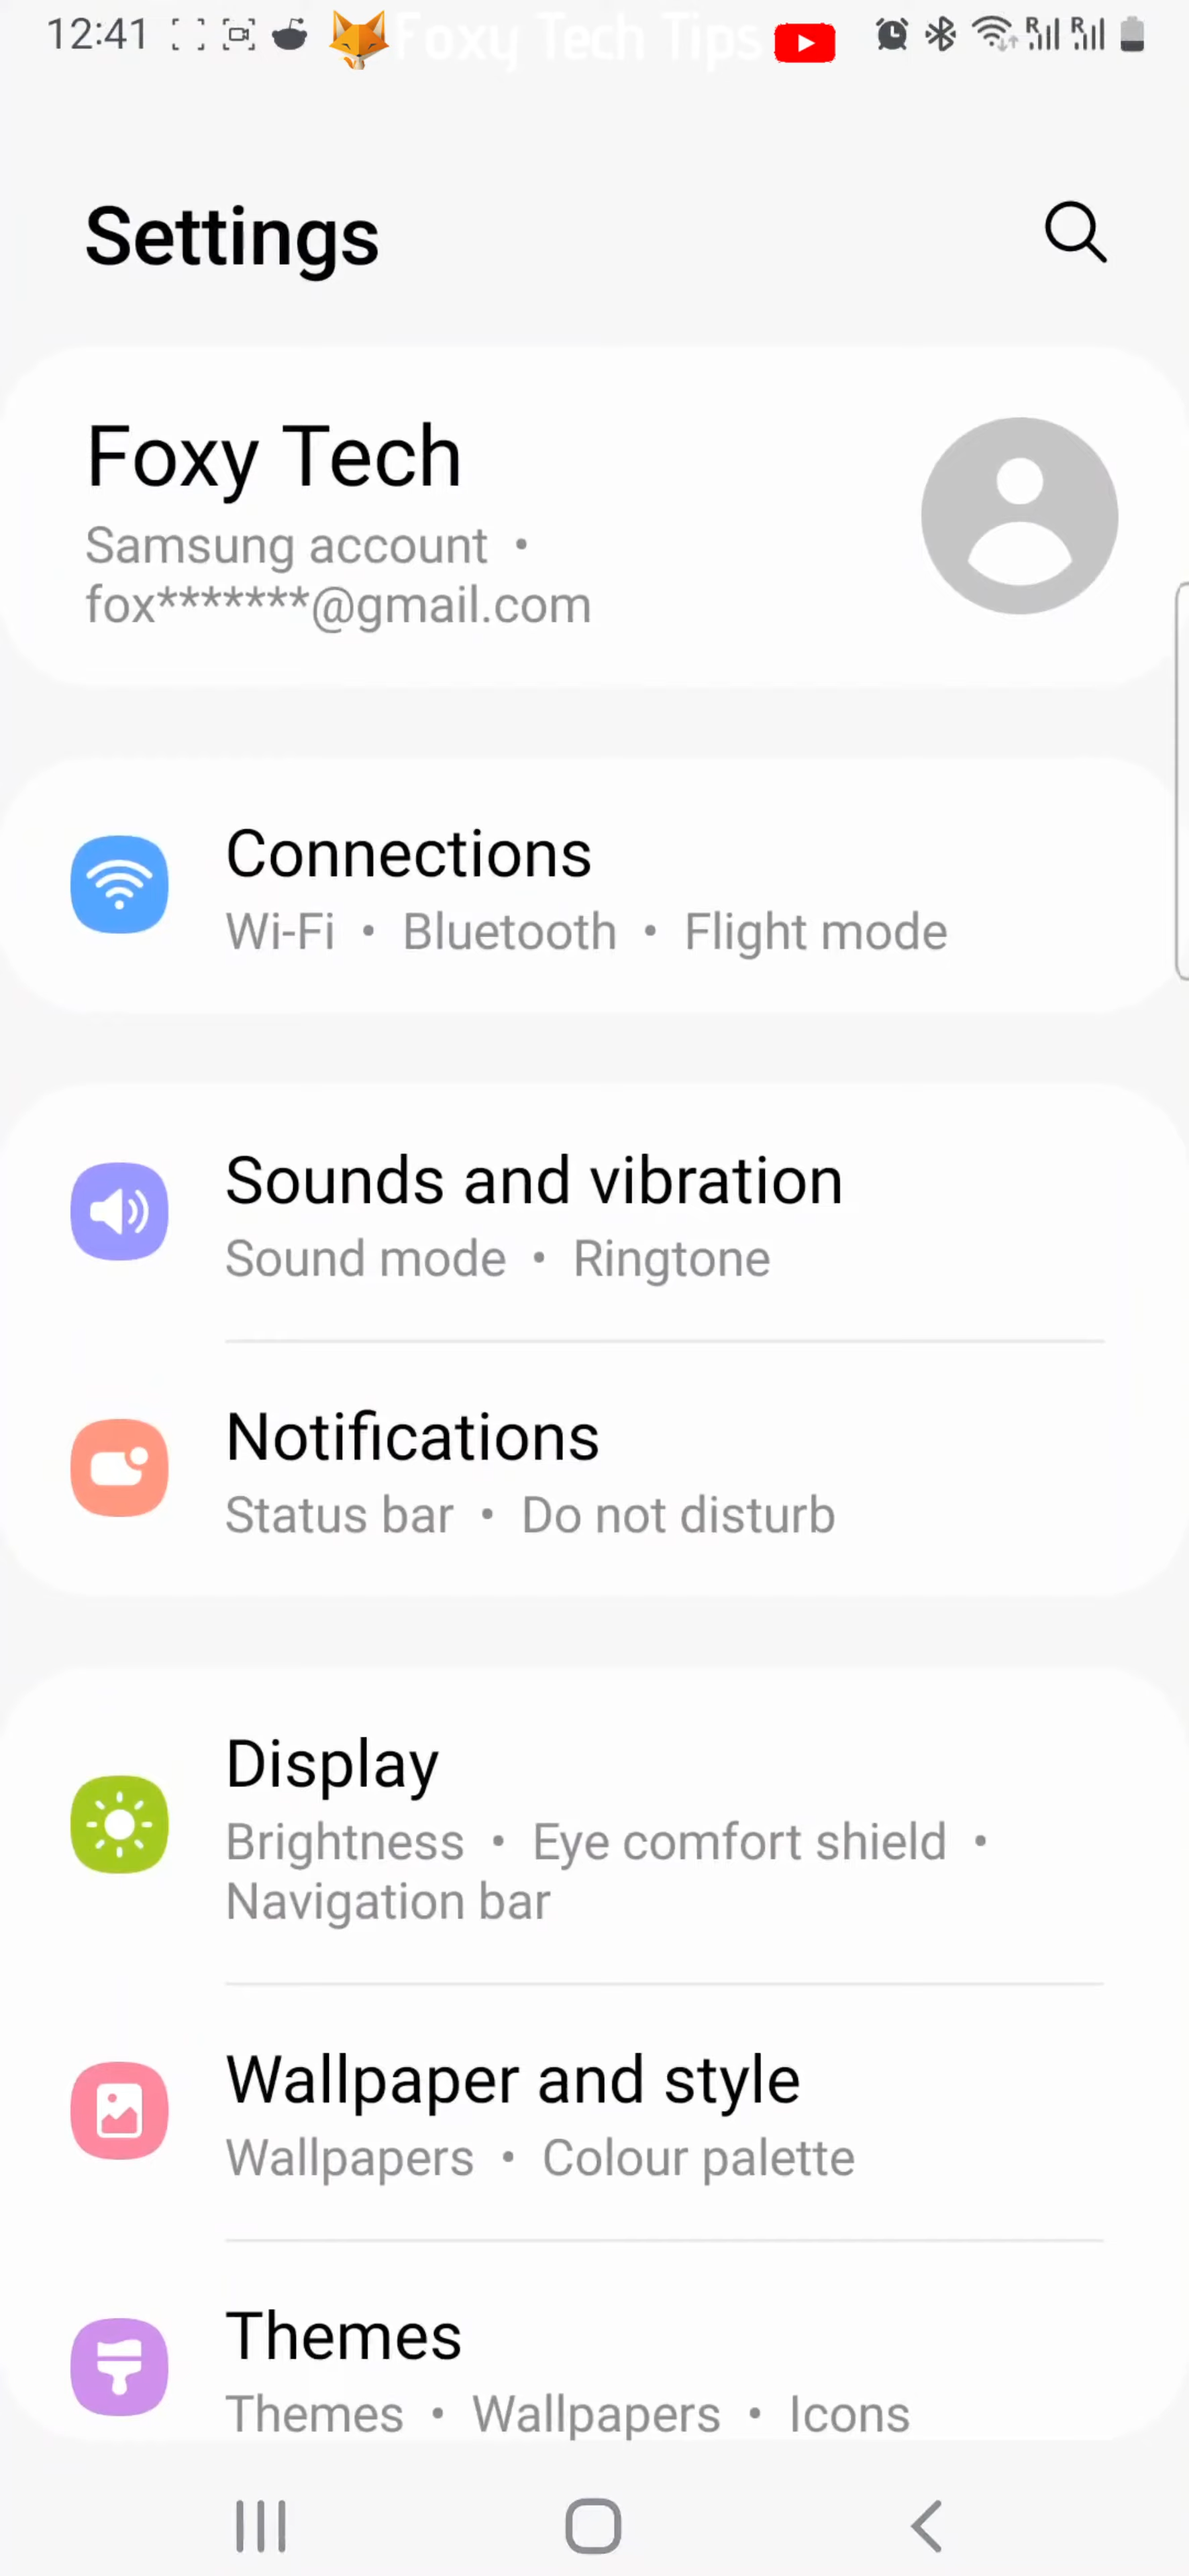 12:41 Foxy Tech Tips R R
Settings
Foxy Tech
Samsung account •
fox*******@gmail.com
Connections
Wi-Fi • Bluetooth • Flight mode
Sounds and vibration
Sound mode • Ringtone
Notifications
Status bar • Do not disturb
Display
Brightness • Eye comfort shield •
Navigation bar
Wallpaper and style
Wallpapers • Colour palette
Themes
Themes • Wallpapers • Icons